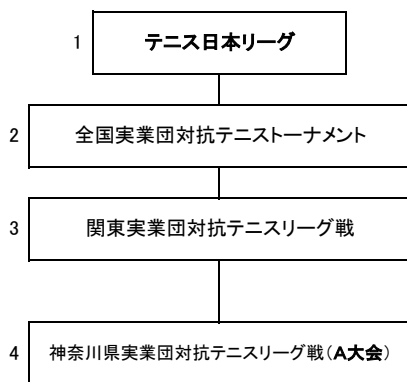 1 テニス日本リーグ
2 全国実業団対抗テニストーナメント
3 関東実業団対抗テニスリーグ戦
4 神奈川県実業団対抗テニスリーグ戦(A大会)